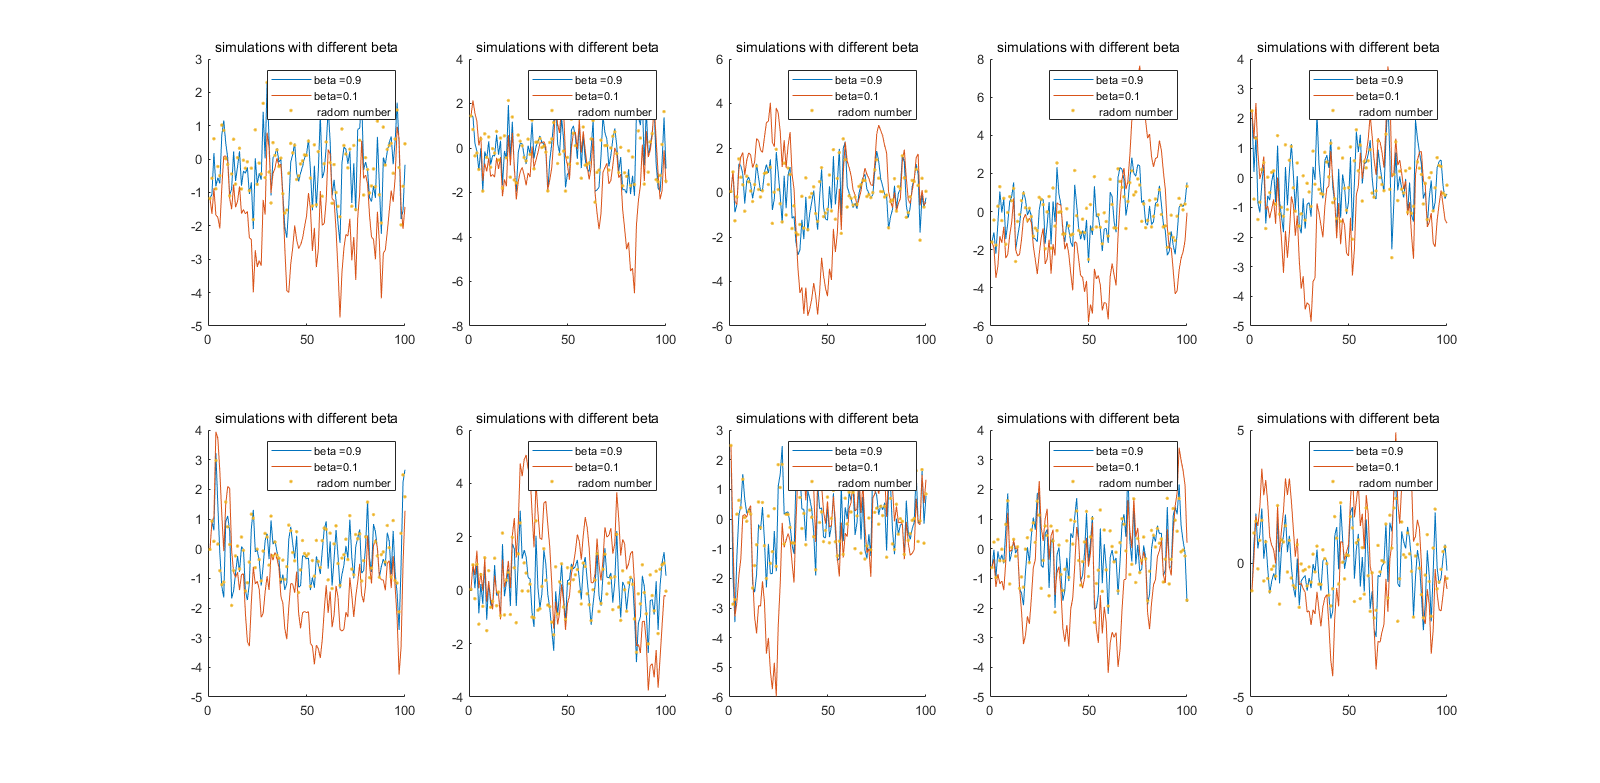 simulations with different beta
3
2
1
0
-1
-2
-3
-4
-5
0
50
100
beta =0.9
beta=0.1
radom number
simulations with different beta
4
2
0
-2
-4
-6
-8
0
50
100
beta =0.9
beta=0.1
radom number
simulations with different beta
6
4
2
0
-2
-4
-6
0
50
100
beta =0.9
beta=0.1
radom number
simulations with different beta
8
6
4
2
0
-2
-4
-6
0
50
100
beta =0.9
beta=0.1
radom number
simulations with different beta
4
3
2
1
0
-1
-2
-3
-4
-5
0
50
100
beta =0.9
beta=0.1
radom number
simulations with different beta
4
3
2
1
0
-1
-2
-3
-4
-5
0
50
100
beta =0.9
beta=0.1
radom number
simulations with different beta
6
4
2
0
-2
-4
0
50
100
beta =0.9
beta=0.1
radom number
simulations with different beta
3
2
1
0
-1
-2
-3
-4
-5
-6
0
50
100
beta =0.9
beta=0.1
radom number
simulations with different beta
4
3
2
1
0
-1
-2
-3
-4
-5
0
50
100
beta =0.9
beta=0.1
radom number
simulations with different beta
5
0
-5
0
50
100
beta =0.9
beta=0.1
radom number